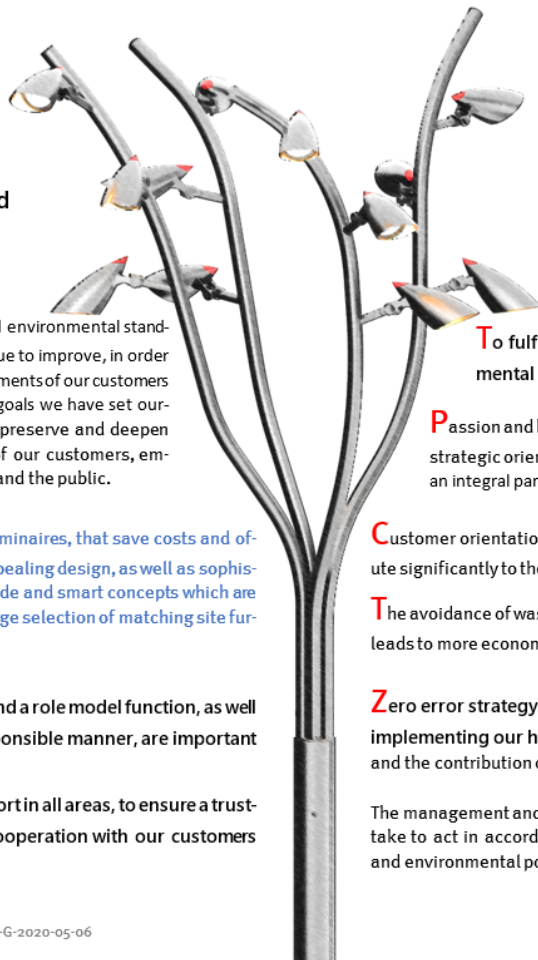 d
l environmental stand-
ue to improve, in order
ments of our customers
goals we have set our-
preserve and deepen
of our customers, em-
and the public.
minaires, that save costs and of-
pealing design, as well as sophis-
de and smart concepts which are
ge selection of matching site fur-
nd a role model function, as well
onsible manner, are important
ort in all areas, to ensure a trust-
ooperation with our customers
-G-2020-05-06
To fulf
mental
Passion and
strategic orien
an integral par
Customer orientatio
ute significantly to the
The avoidance of was
leads to more econom
Zero error strategy
implementing our h
and the contribution
The management and
take to act in accord
and environmental po